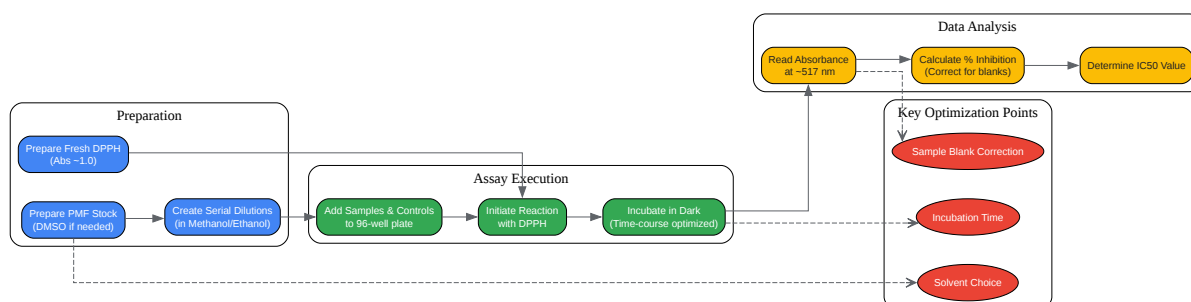 Data Analysis
Read Absorbance
at ~517 nm
Calculate % Inhibition
(Correct for blanks)
Determine IC50 Value
Preparation
Key Optimization Points
Prepare Fresh DPPH
(Abs ~1.0)
Sample Blank Correction
Assay Execution
Prepare PMF Stock
(DMSO if needed)
Create Serial Dilutions
(in Methanol/Ethanol)
Add Samples & Controls
to 96-well plate
Initiate Reaction
with DPPH
Incubate in Dark
(Time-course optimized)
Incubation Time
Solvent Choice